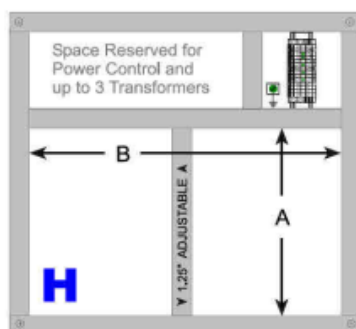 Space Reserved for
Power Control and
up to 3 Transformers
B
▼ 1.25" ADJUSTABLE ▲
A
H